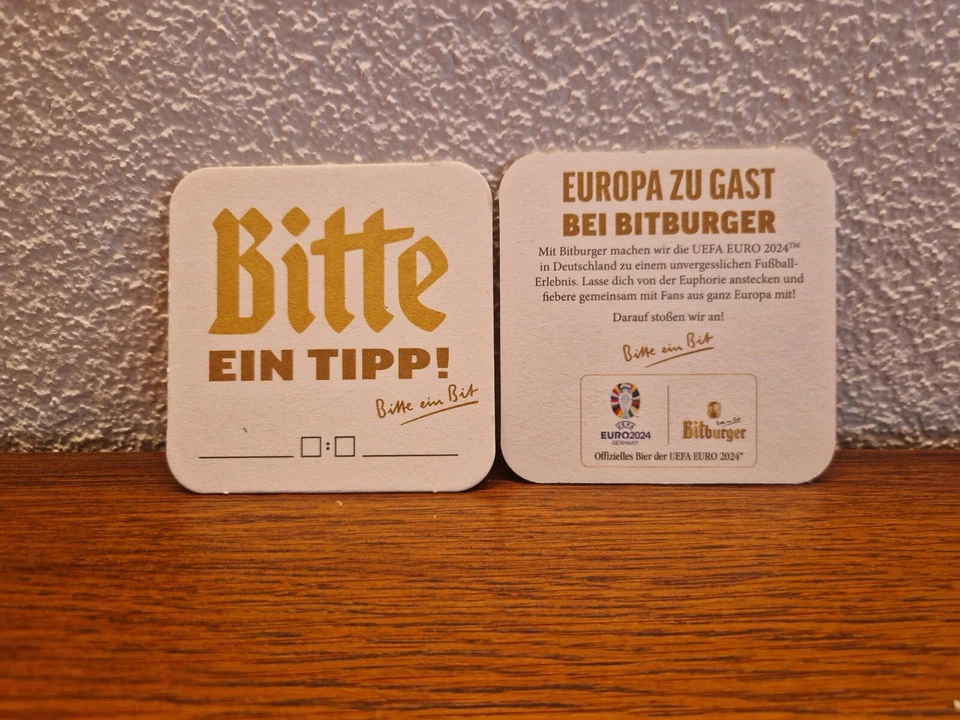 Bitte
EIN TIPP!
Bitte ein Bit
:
EUROPA ZU GAST
BEI BITBURGER
Mit Bitburger machen wir die UEFA EURO 2024™
in Deutschland zu einem unvergesslichen Fußball-
Erlebnis. Lasse dich von der Euphorie anstecken und
fiebere gemeinsam mit Fans aus ganz Europa mit!
Darauf stoßen wir an!
Bitte ein Bit
UEFA
EURO2024
GERMANY
Bitte ein Bit
Bitburger
Offizielles Bier der UEFA EURO 2024™